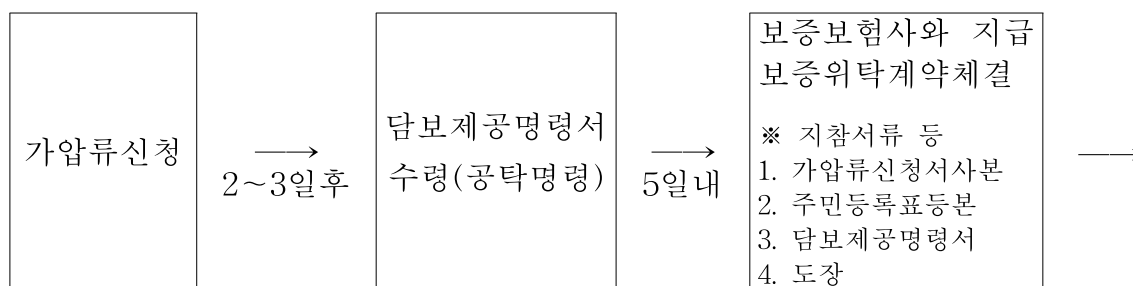 가압류신청
──→
2~3일후
담보제공명령서
수령(공탁명령)
──→
5일내
보증보험사와 지급
보증위탁계약체결
※ 지참서류 등
1. 가압류신청서사본
2. 주민등록표등본
3. 담보제공명령서
4. 도장
──→